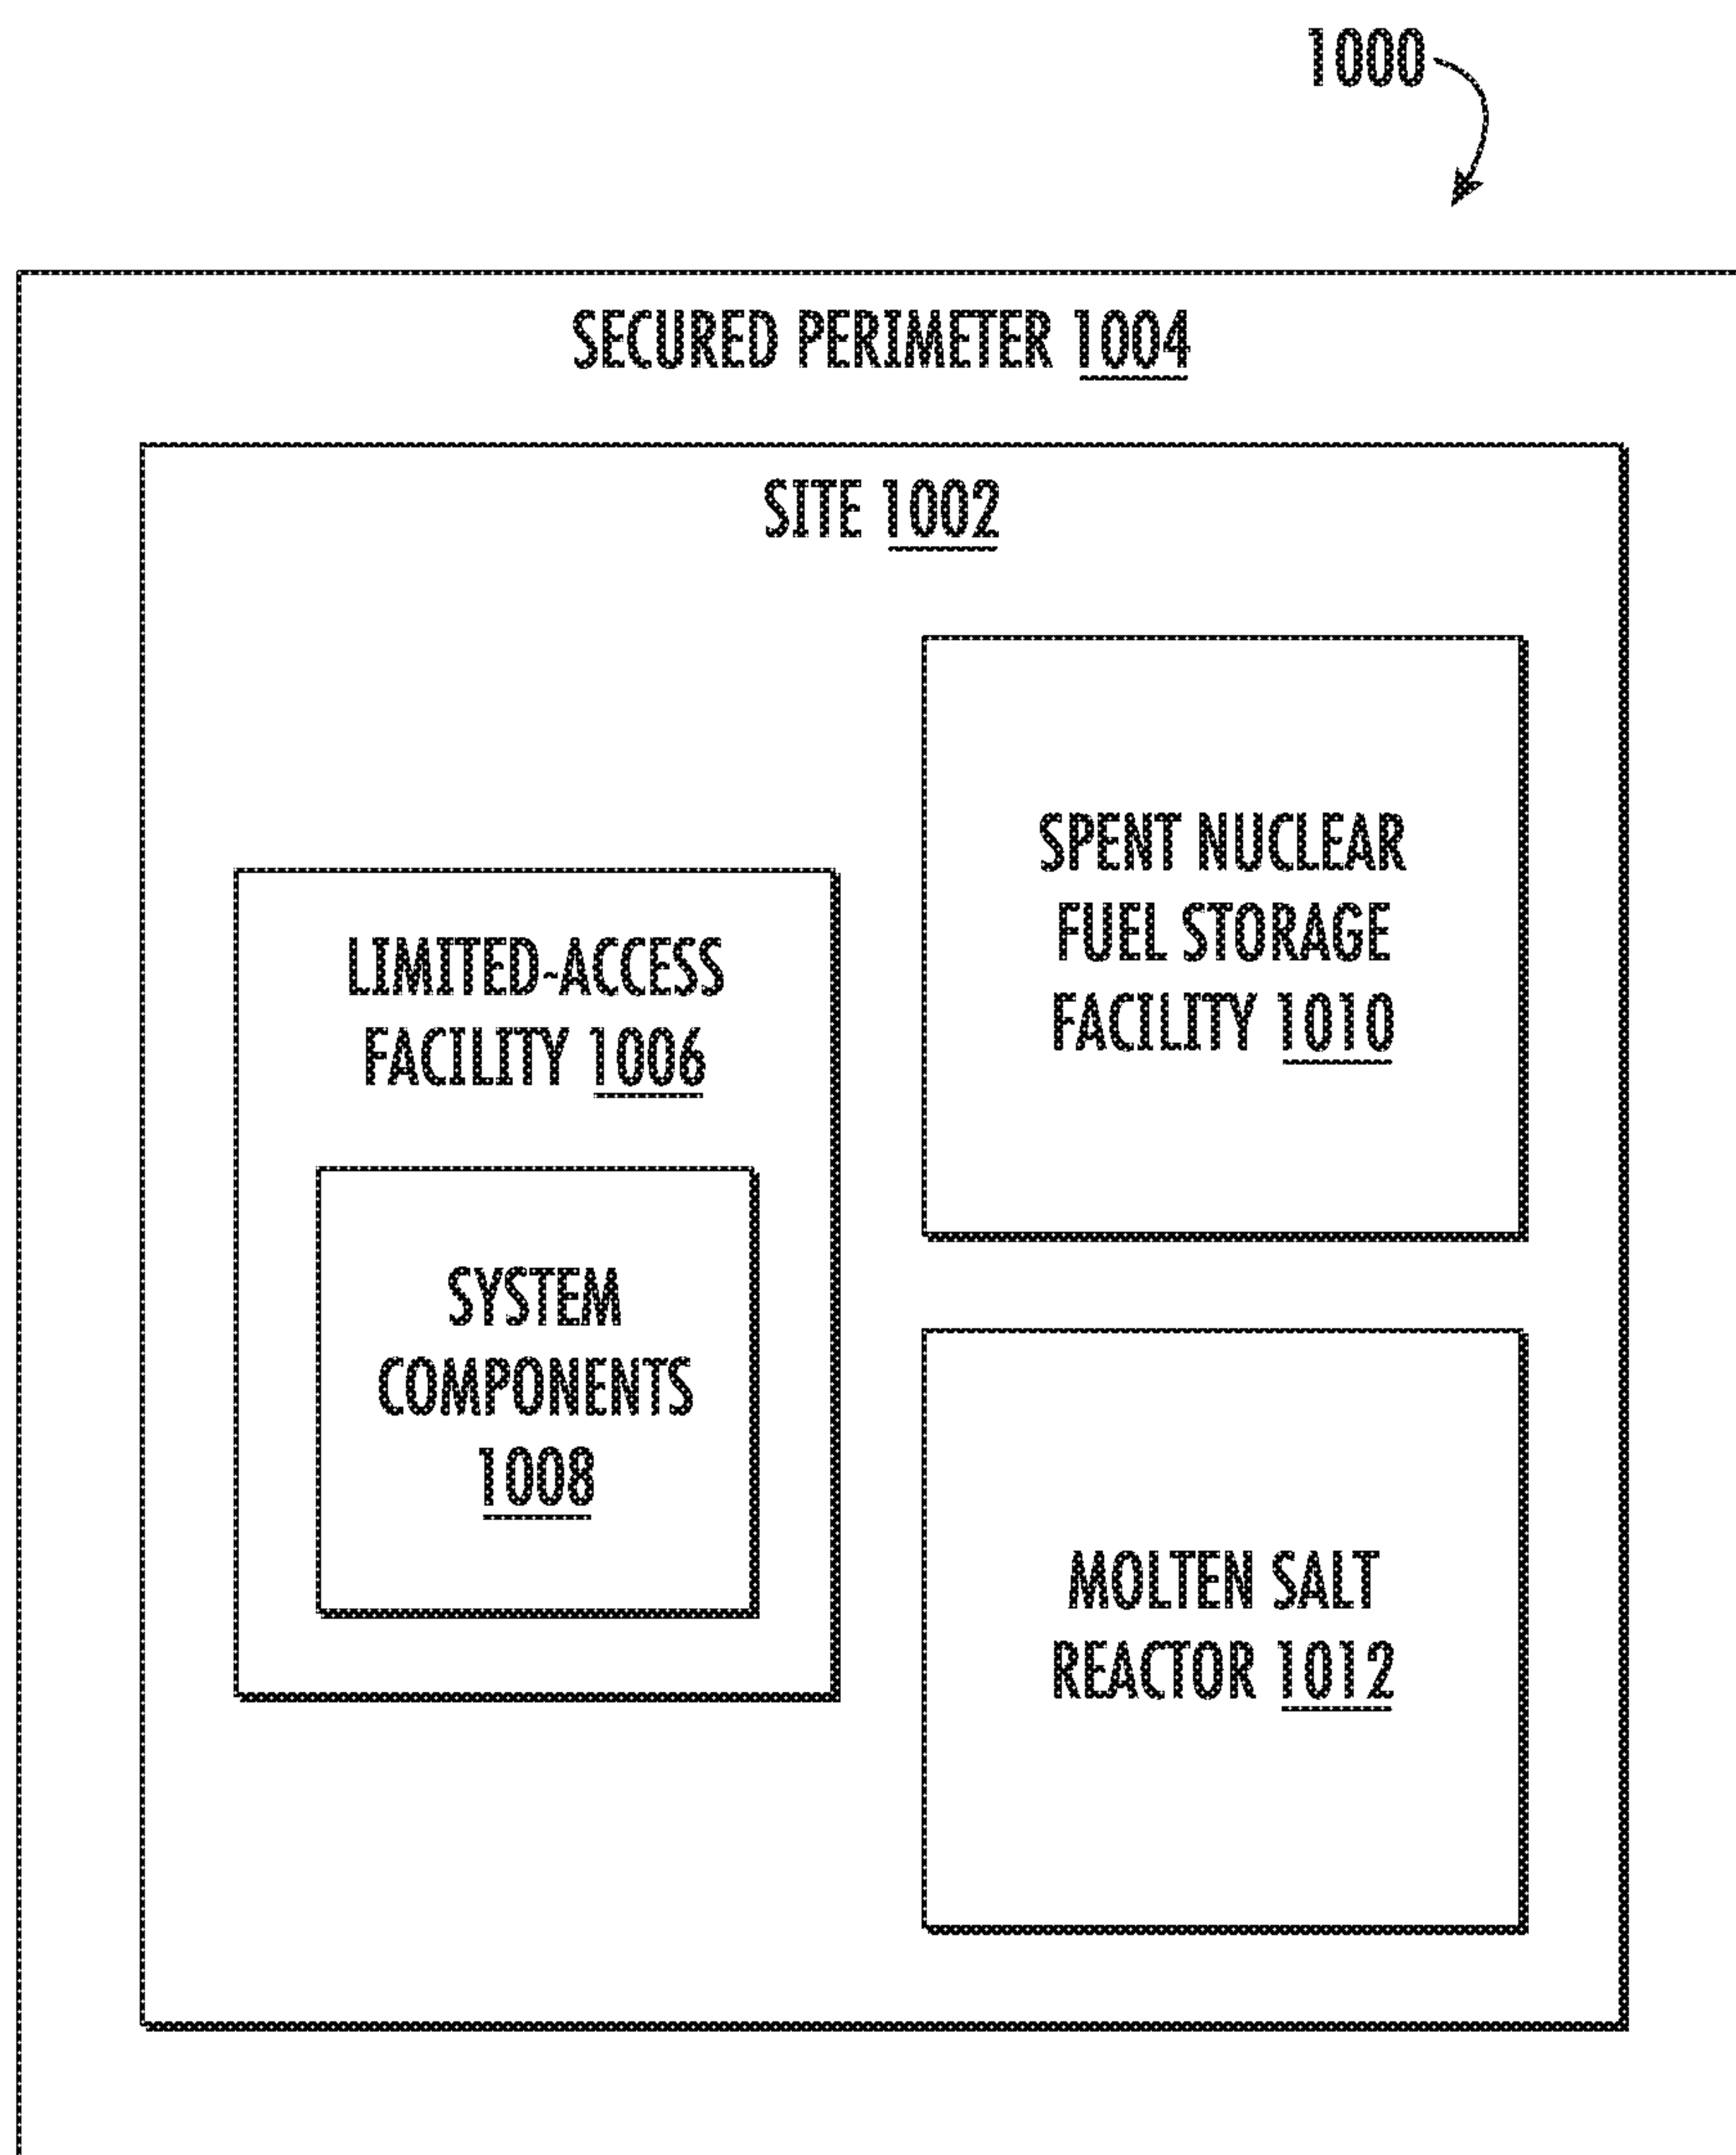 1000
SECURED PERIMETER 1004
SITE 1002
SPENT NUCLEAR
FUEL STORAGE
FACILITY 1010
LIMITED-ACCESS
FACILITY 1006
SYSTEM
COMPONENTS
1008
MOLTEN SALT
REACTOR 1012